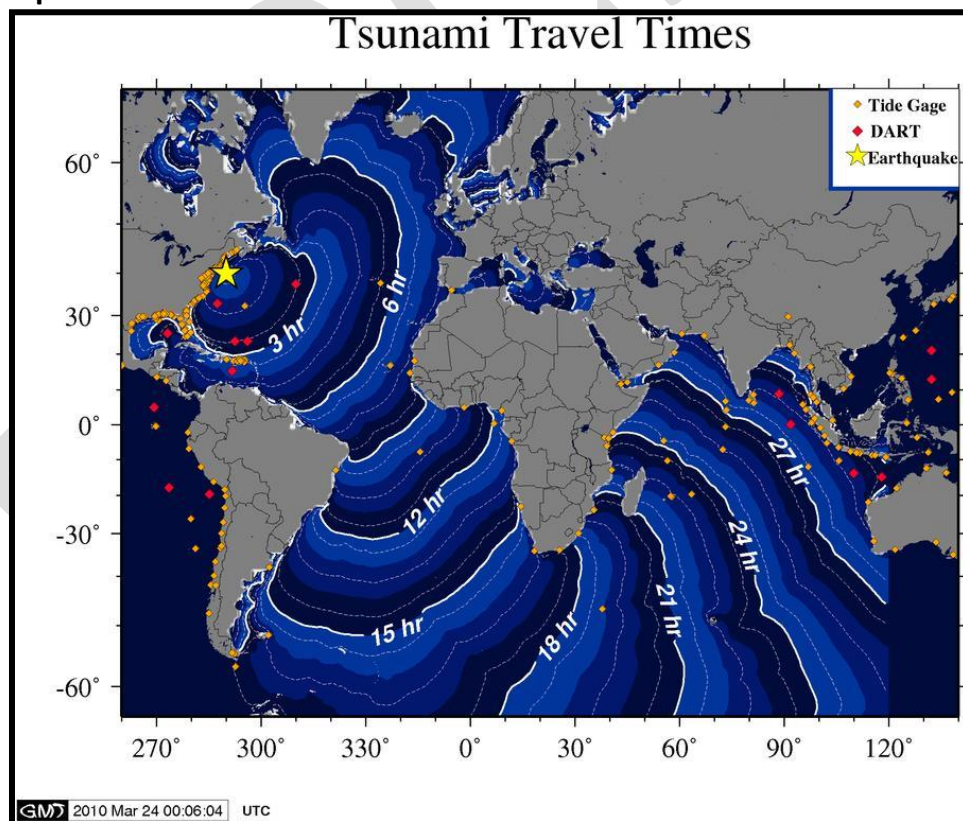 Tsunami Travel Times
Tide Gage
DART
Earthquake
60°
30°
0°
-30°
-60°
3 hr
6 hr
12 hr
15 hr
18 hr
21 hr
24 hr
27 hr
270° 300° 330° 0° 30° 60° 90° 120°
GMT 2010 Mar 24 00:06:04 UTC